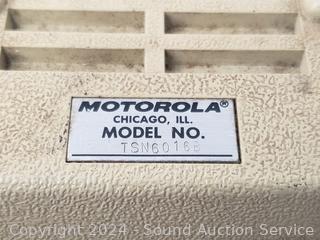 MOTOROLA®
CHICAGO, ILL.
MODEL NO.
TSN6016B
Copyright © 2024 - Sound Auction Service